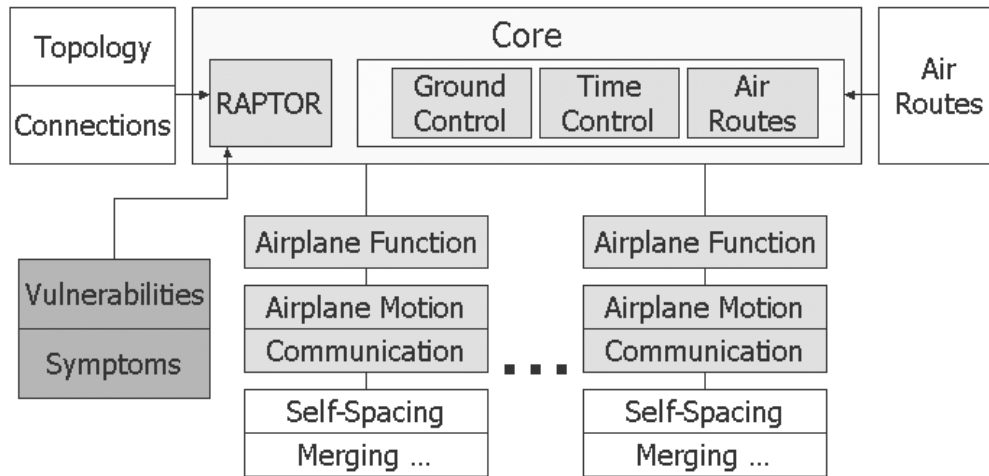 Topology
Connections
Core
RAPTOR
Ground
Control
Time
Control
Air
Routes
Air
Routes
Vulnerabilities
Symptoms
Airplane Function
Airplane Motion
Communication
Self-Spacing
Merging ...
...
Airplane Function
Airplane Motion
Communication
Self-Spacing
Merging ...